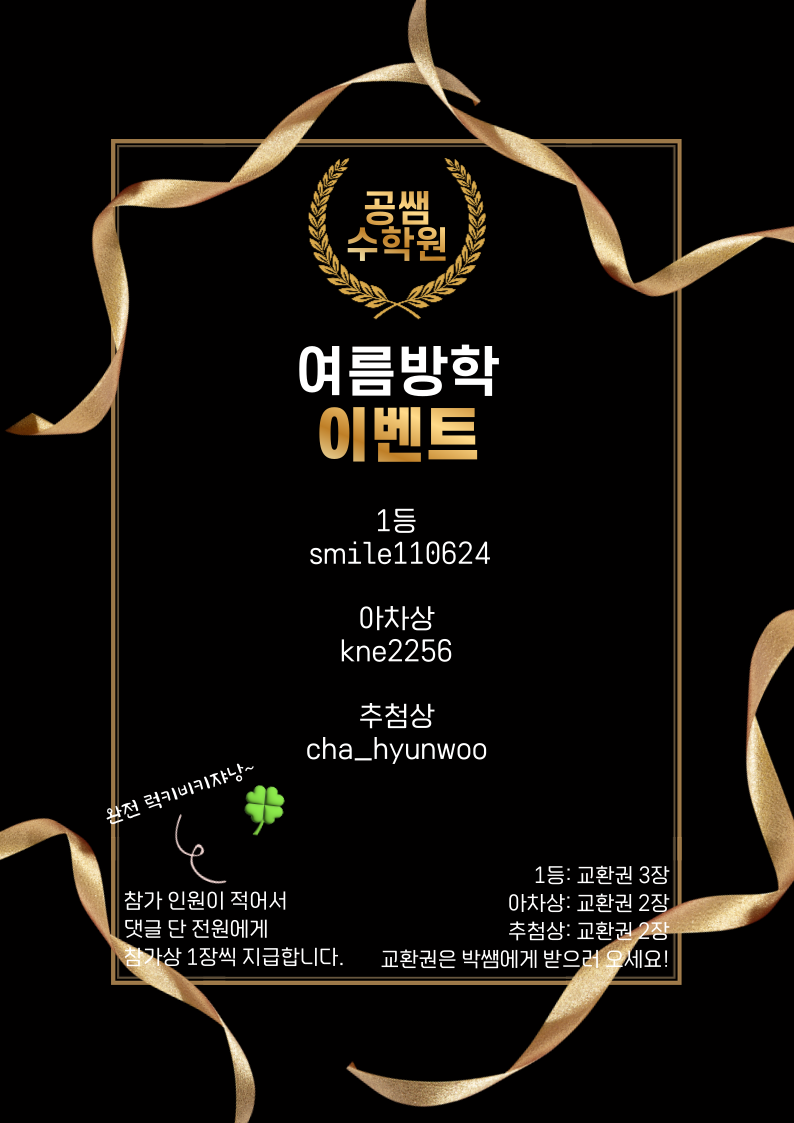 공쌤
수학원
여름방학
이벤트
1등
smile110624
아차상
kne2256
추첨상
cha_hyunwoo
완전 럭키비키쟈냥~
참가 인원이 적어서
댓글 단 전원에게
참가상 1장씩 지급합니다.
1등: 교환권 3장
아차상: 교환권 2장
추첨상: 교환권 2장
교환권은 박쌤에게 받으러 오세요!